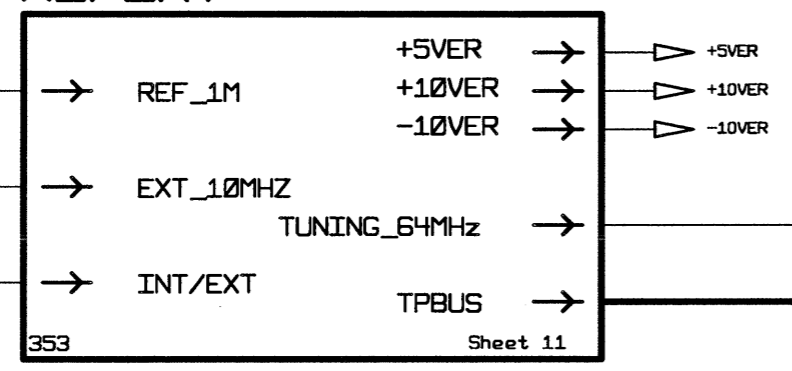 +5VER +5VER
REF_1M +10VER +10VER
-10VER -10VER
EXT_10MHZ
TUNING_64MHz
INT/EXT
TPBUS
353 Sheet 11